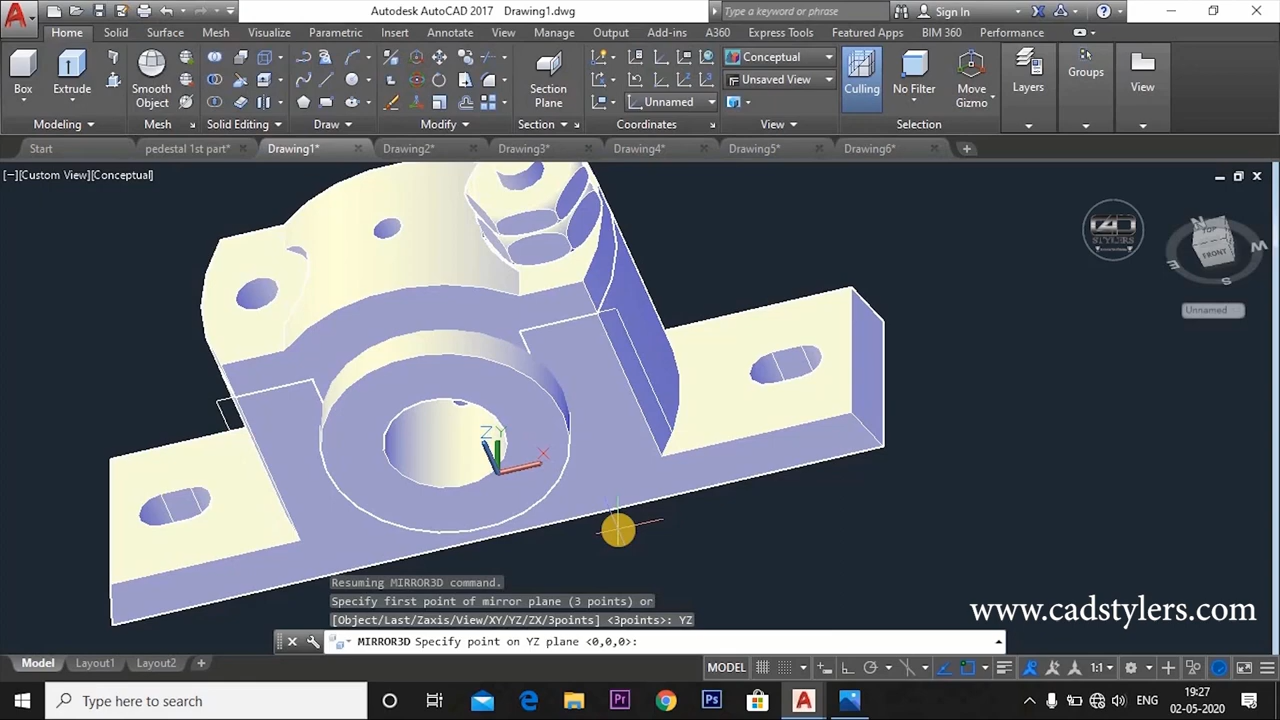 Autodesk AutoCAD 2017 Drawing1.dwg
Type a keyword or phrase
Sign In
Home Solid Surface Mesh Visualize Parametric Insert Annotate View Manage Output Add-ins A360 Express Tools Featured Apps BIM 360 Performance
Box
Extrude
Smooth Object
Section Plane
Unnamed
Conceptual
Unsaved View
Culling
No Filter
Move Gizmo
Layers
Groups
View
Modeling Mesh Solid Editing Draw Modify Section Coordinates View Selection
Start pedestal 1st part* Drawing1* Drawing2* Drawing3* Drawing4* Drawing5* Drawing6*
[−][Custom View][Conceptual]
STYLERS
N
TOP
FRONT
E
S
Unnamed
Z Y
X
Resuming MIRROR3D command.
Specify first point of mirror plane (3 points) or
[Object/Last/Zaxis/View/XY/YZ/ZX/3points] <3points>: YZ
MIRROR3D Specify point on YZ plane <0,0,0>:
www.cadstylers.com
Model Layout1 Layout2
MODEL
1:1
Type here to search
Pr
Ps
ENG
19:27
02-05-2020